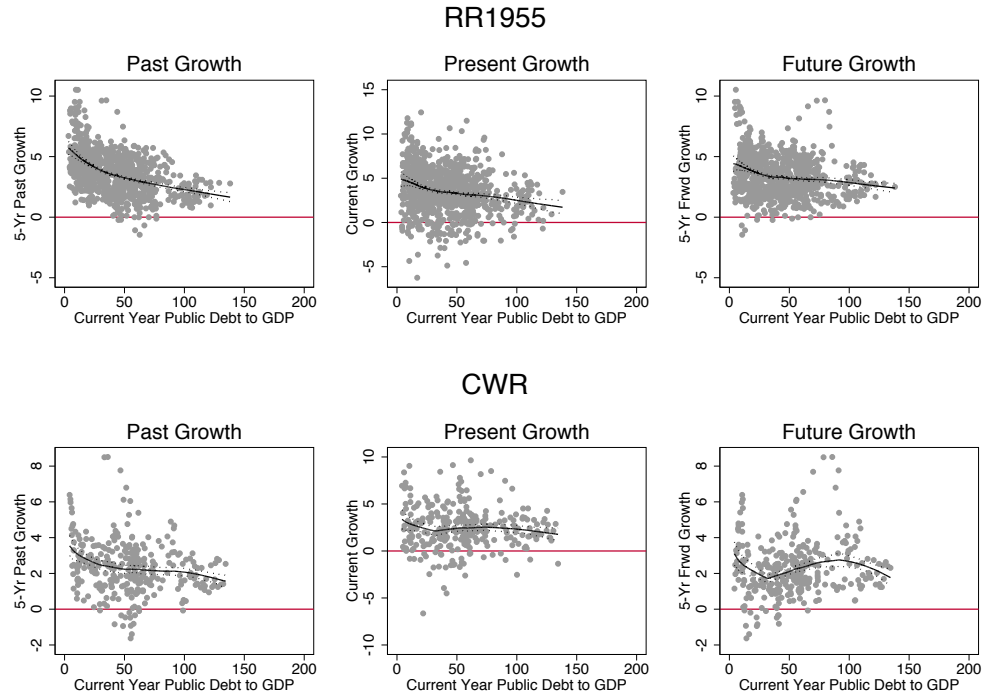 RR1955
Past Growth
5-Yr Past Growth
10
5
0
-5
0 50 100 150 200
Current Year Public Debt to GDP
Present Growth
Current Growth
15
10
5
0
-5
0 50 100 150 200
Current Year Public Debt to GDP
Future Growth
5-Yr Frwd Growth
10
5
0
-5
0 50 100 150 200
Current Year Public Debt to GDP
CWR
Past Growth
5-Yr Past Growth
8
6
4
2
0
-2
0 50 100 150 200
Current Year Public Debt to GDP
Present Growth
Current Growth
10
5
0
-5
-10
0 50 100 150 200
Current Year Public Debt to GDP
Future Growth
5-Yr Frwd Growth
8
6
4
2
0
-2
0 50 100 150 200
Current Year Public Debt to GDP